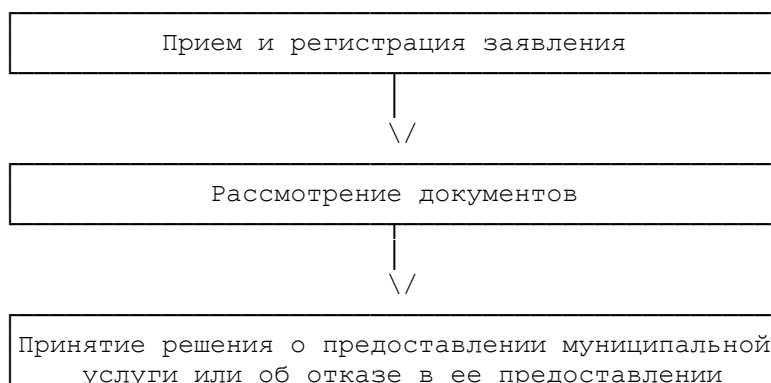 Прием и регистрация заявления
Рассмотрение документов
Принятие решения о предоставлении муниципальной
услуги или об отказе в ее предоставлении